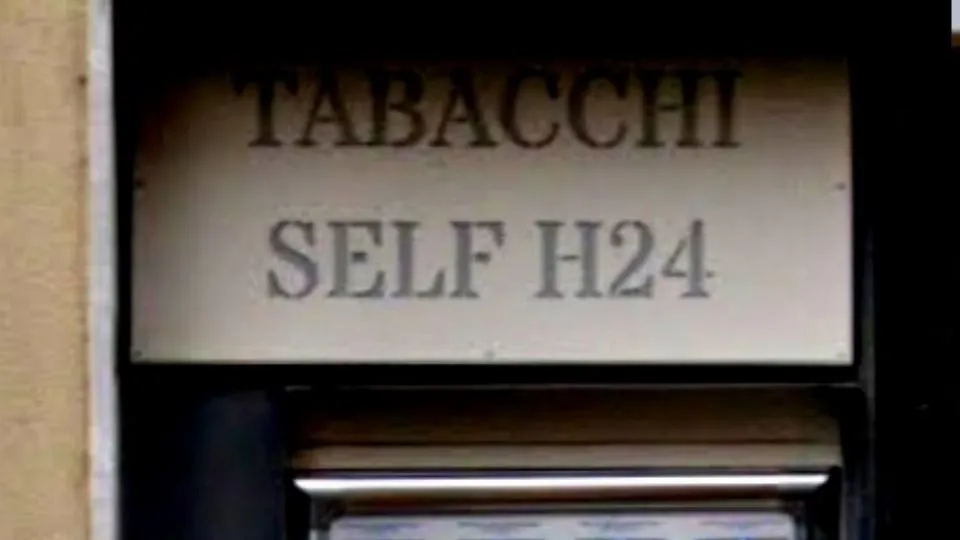 TABACCHI
SELF H24